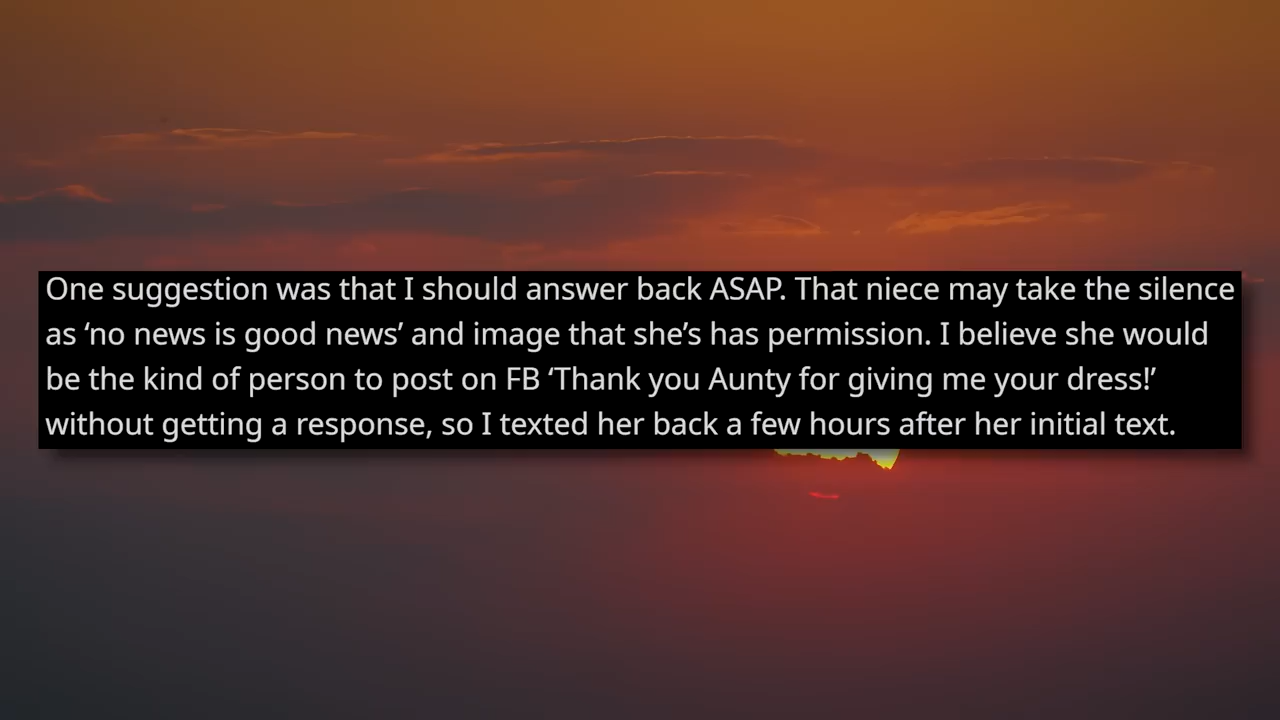 One suggestion was that I should answer back ASAP. That niece may take the silence
as ‘no news is good news’ and image that she’s has permission. I believe she would
be the kind of person to post on FB ‘Thank you Aunty for giving me your dress!’
without getting a response, so I texted her back a few hours after her initial text.